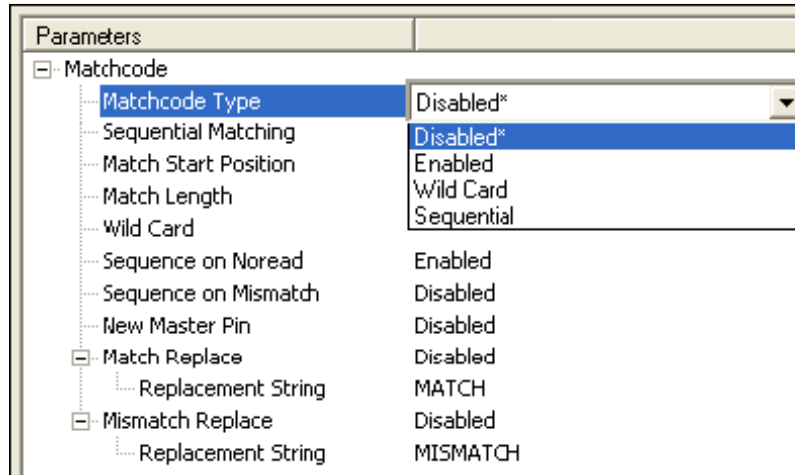 Parameters
Matchcode
Matchcode Type Disabled*
Sequential Matching Disabled*
Match Start Position Enabled
Match Length Wild Card
Wild Card Sequential
Sequence on Noread Enabled
Sequence on Mismatch Disabled
New Master Pin Disabled
Match Replace Disabled
Replacement String MATCH
Mismatch Replace Disabled
Replacement String MISMATCH